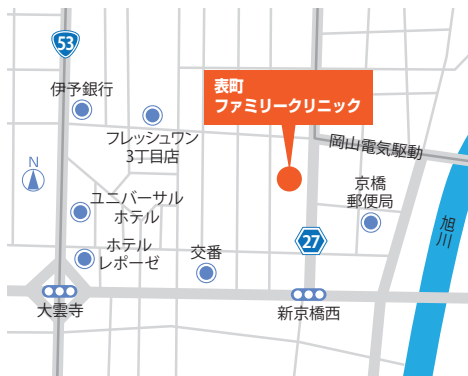 53
伊予銀行
表町
ファミリークリニック
フレッシュワン
3丁目店
岡山電気駆動
N
京橋
郵便局
ユニバーサル
ホテル
旭川
27
ホテル
レポーゼ
交番
大雲寺
新京橋西